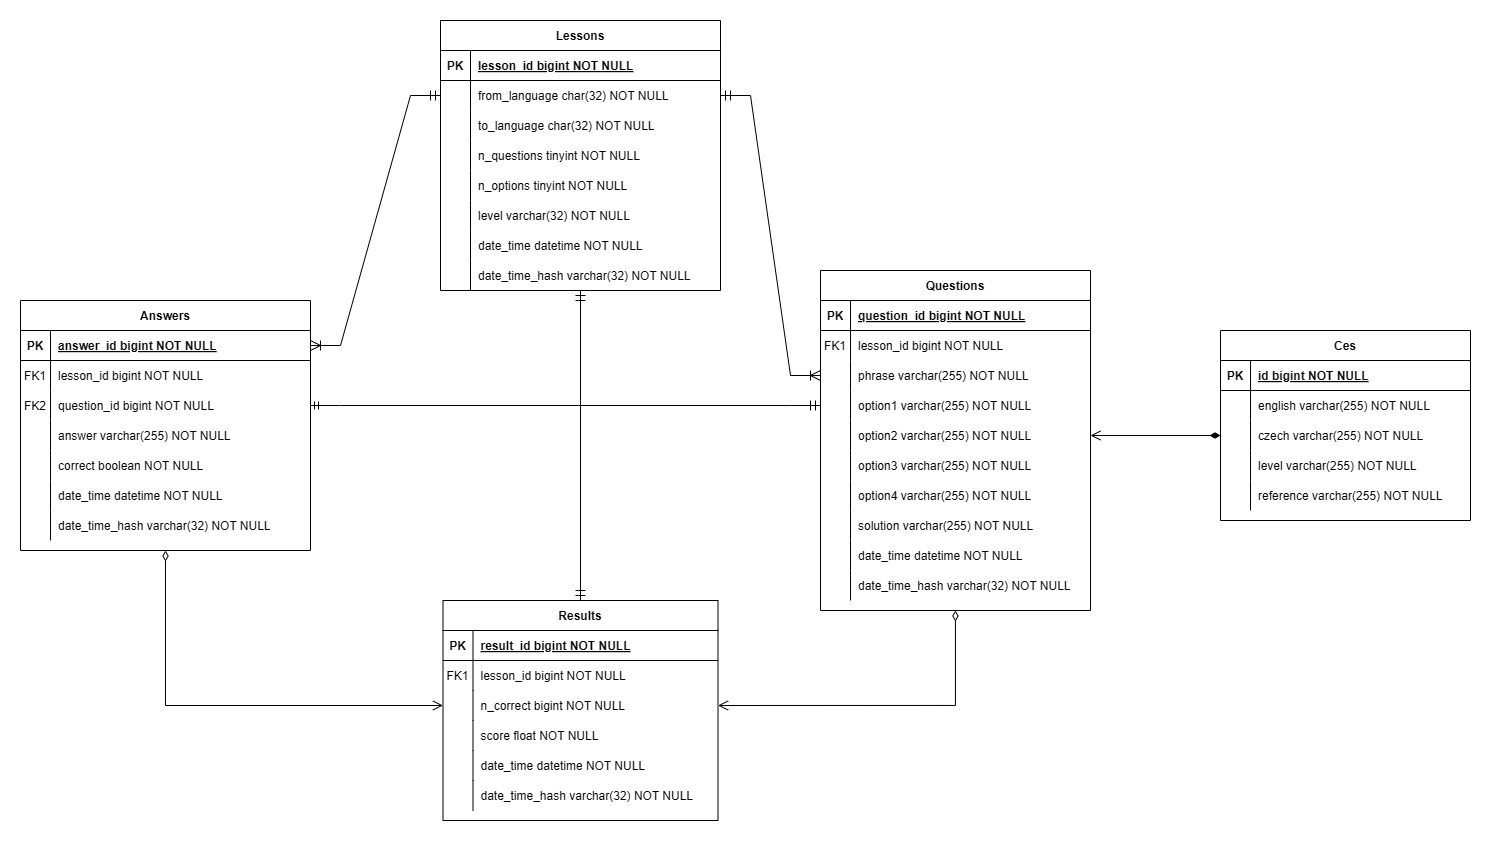 Lessons
PK lesson_id bigint NOT NULL
from_language char(32) NOT NULL
to_language char(32) NOT NULL
n_questions tinyint NOT NULL
n_options tinyint NOT NULL
level varchar(32) NOT NULL
date_time datetime NOT NULL
date_time_hash varchar(32) NOT NULL
Answers
PK answer_id bigint NOT NULL
FK1 lesson_id bigint NOT NULL
FK2 question_id bigint NOT NULL
answer varchar(255) NOT NULL
correct boolean NOT NULL
date_time datetime NOT NULL
date_time_hash varchar(32) NOT NULL
Questions
PK question_id bigint NOT NULL
FK1 lesson_id bigint NOT NULL
phrase varchar(255) NOT NULL
option1 varchar(255) NOT NULL
option2 varchar(255) NOT NULL
option3 varchar(255) NOT NULL
option4 varchar(255) NOT NULL
solution varchar(255) NOT NULL
date_time datetime NOT NULL
date_time_hash varchar(32) NOT NULL
Ces
PK id bigint NOT NULL
english varchar(255) NOT NULL
czech varchar(255) NOT NULL
level varchar(255) NOT NULL
reference varchar(255) NOT NULL
Results
PK result_id bigint NOT NULL
FK1 lesson_id bigint NOT NULL
n_correct bigint NOT NULL
score float NOT NULL
date_time datetime NOT NULL
date_time_hash varchar(32) NOT NULL